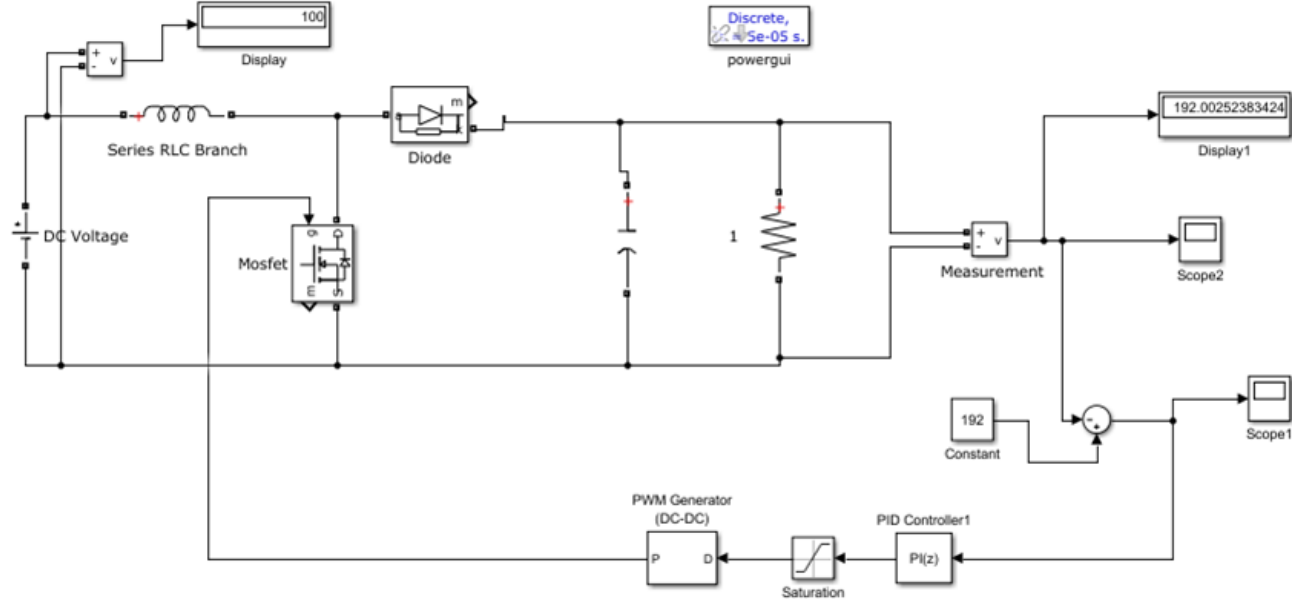 100
Display
+
-
v
Discrete,
= 5e-05 s.
powergui
m
a
k
Diode
Series RLC Branch
192.00252383424
Display1
DC Voltage
+
g
D
Mosfet
m
S
1
+
-
v
Measurement
Scope2
192
Constant
-
+
Scope1
PWM Generator
(DC-DC)
P
D
Saturation
PID Controller1
PI(z)